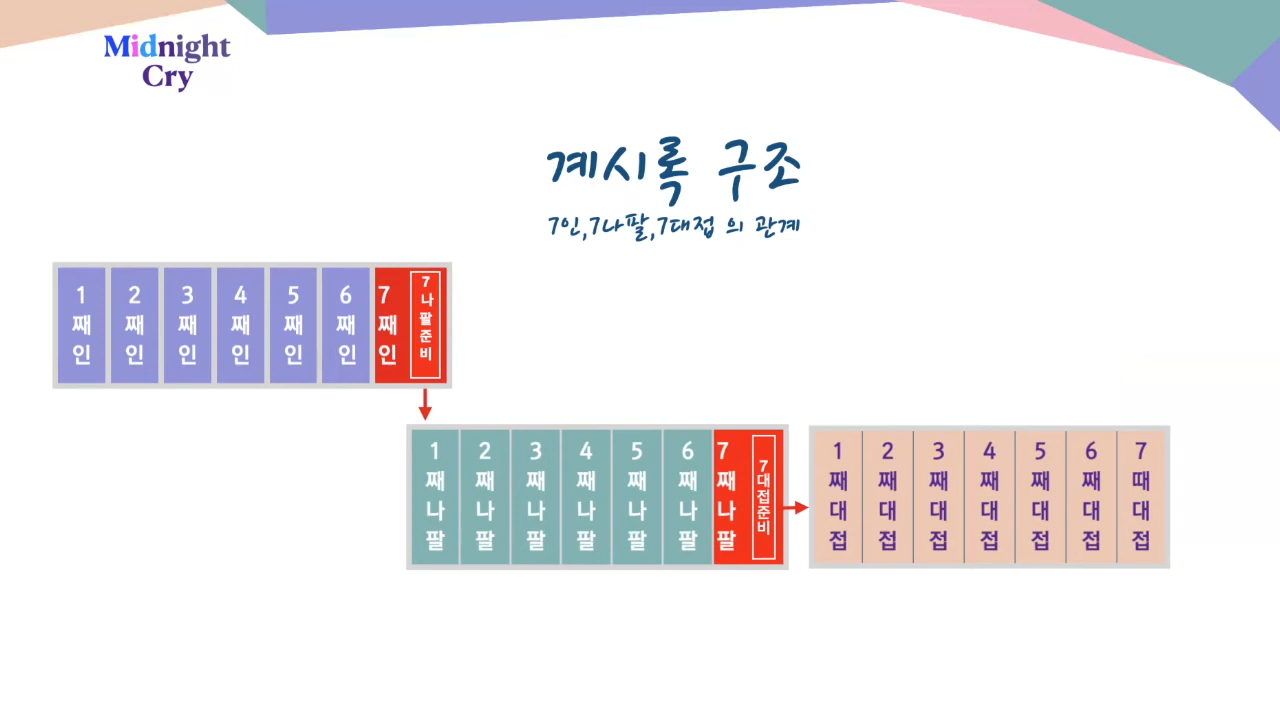 Midnight
Cry
계시록 구조
7인,7나팔,7대접 의 관계
1째인
2째인
3째인
4째인
5째인
6째인
7째인
7나팔준비
1째나팔
2째나팔
3째나팔
4째나팔
5째나팔
6째나팔
7째나팔
7대접준비
1째대접
2째대접
3째대접
4째대접
5째대접
6째대접
7때대접